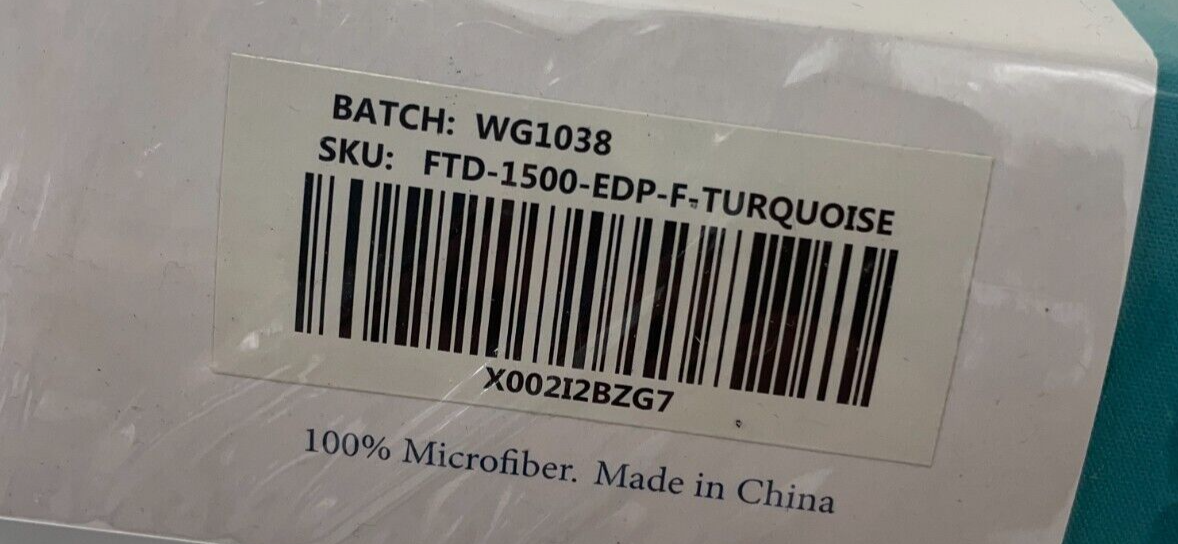 BATCH: WG1038
SKU: FTD-1500-EDP-F-TURQUOISE
X002I2BZG7
100% Microfiber. Made in China